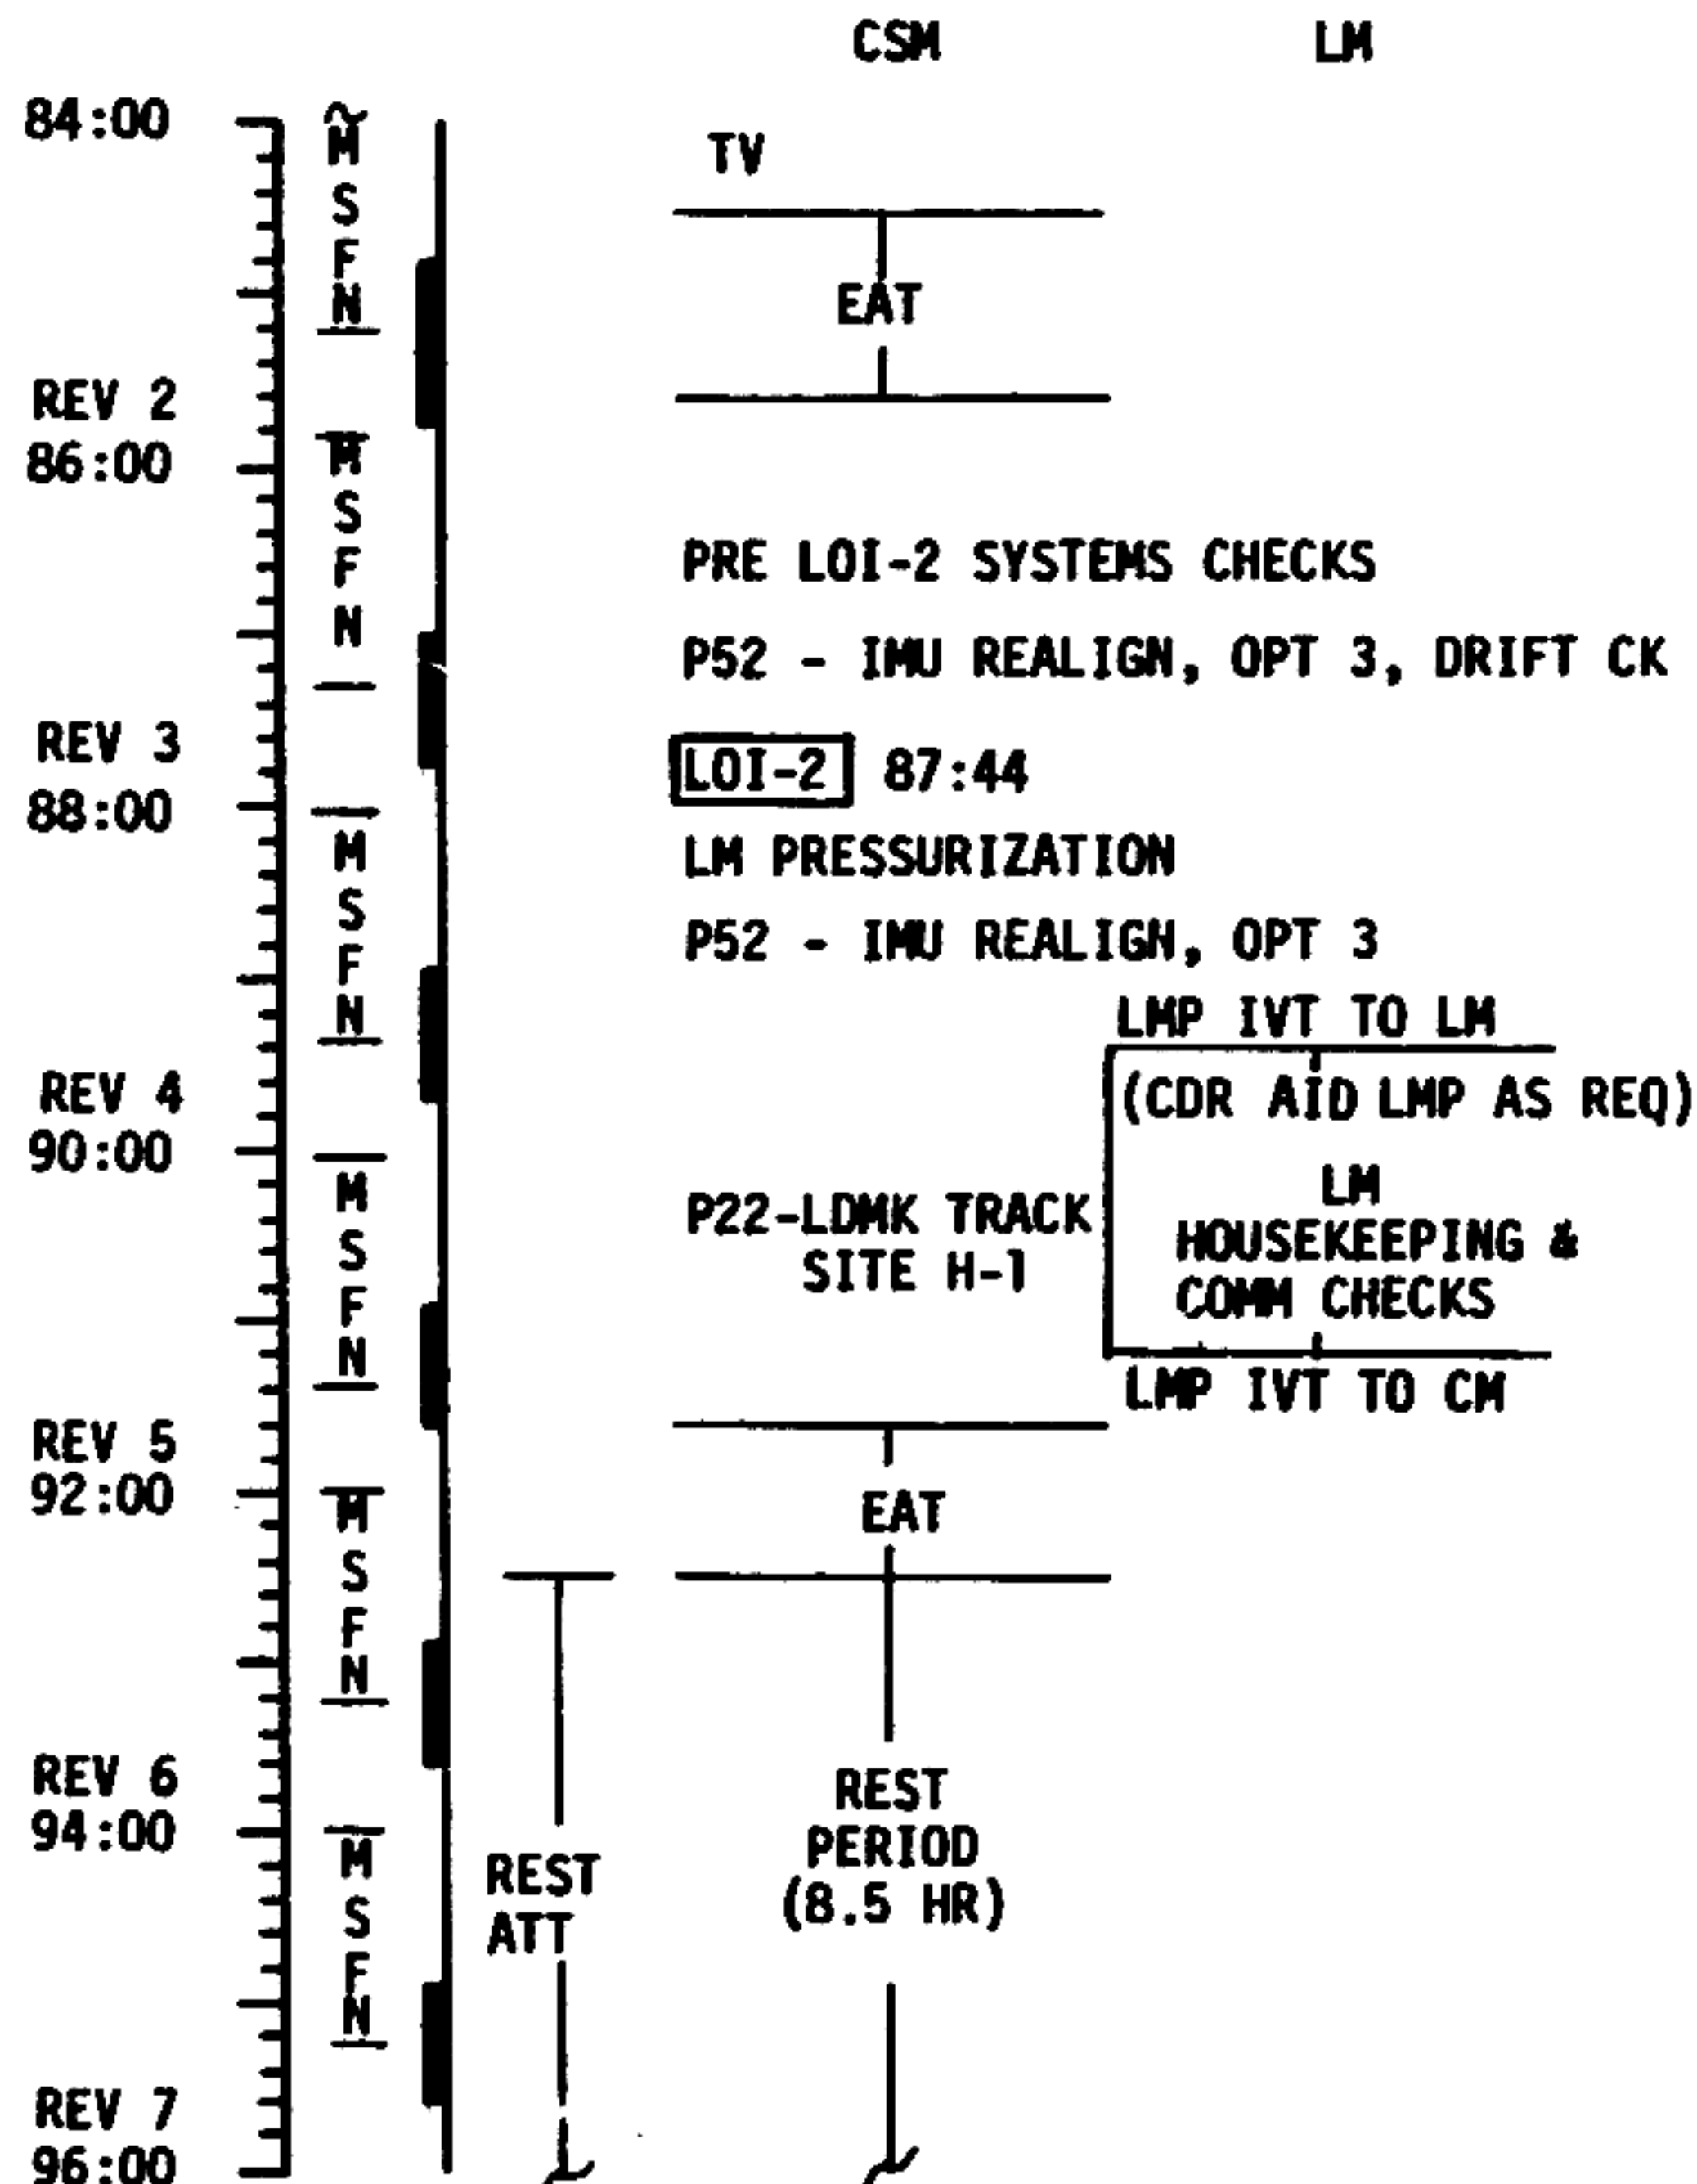 CSM LM
84:00
MSFN
TV
EAT
REV 2
86:00
MSFN
PRE LOI-2 SYSTEMS CHECKS
P52 - IMU REALIGN, OPT 3, DRIFT CK
REV 3
LOI-2 87:44
88:00
MSFN
LM PRESSURIZATION
P52 - IMU REALIGN, OPT 3
LMP IVT TO LM
REV 4
(CDR AID LMP AS REQ)
90:00
MSFN
P22-LDMK TRACK
SITE H-1
LM
HOUSEKEEPING &
COMM CHECKS
LMP IVT TO CM
REV 5
92:00
MSFN
EAT
REV 6
94:00
MSFN
REST
ATT
REST
PERIOD
(8.5 HR)
REV 7
96:00